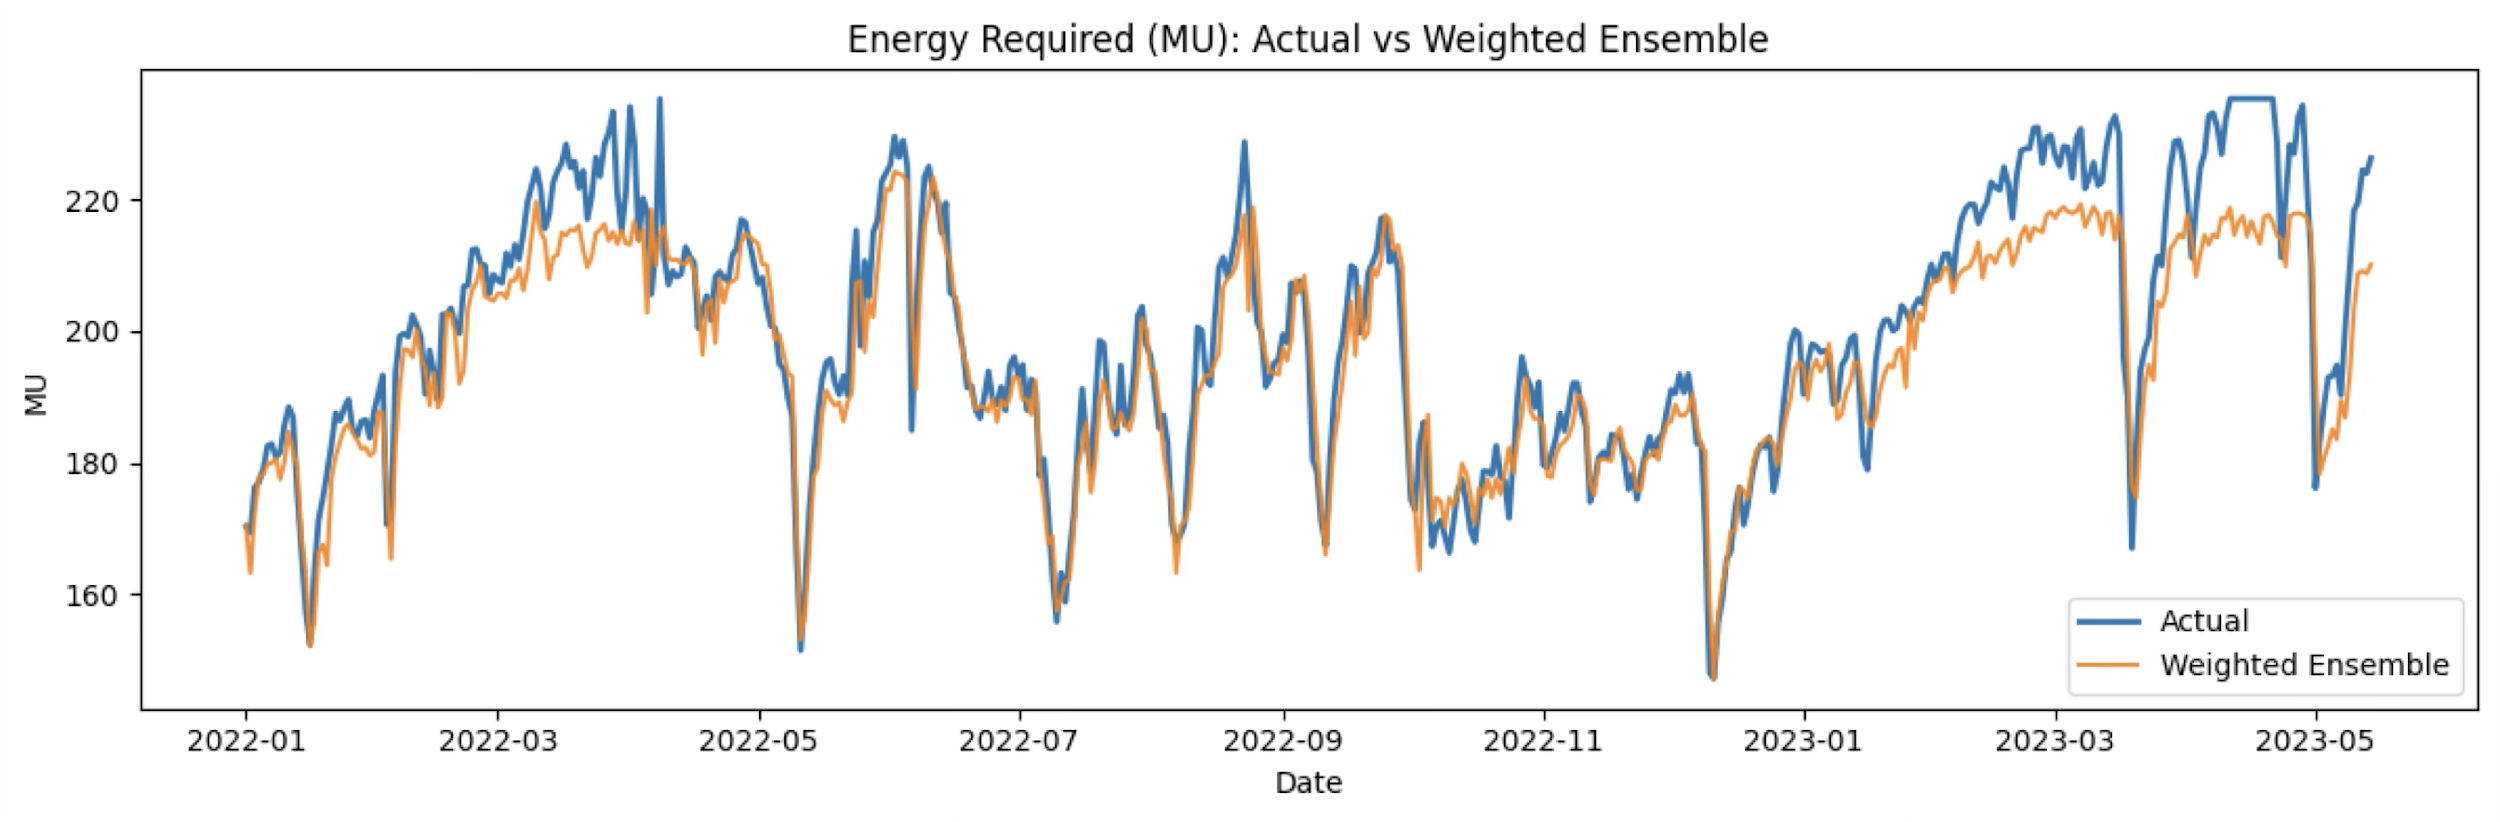 Energy Required (MU): Actual vs Weighted Ensemble
MU
220
200
180
160
Actual
Weighted Ensemble
2022-01 2022-03 2022-05 2022-07 2022-09 2022-11 2023-01 2023-03 2023-05
Date